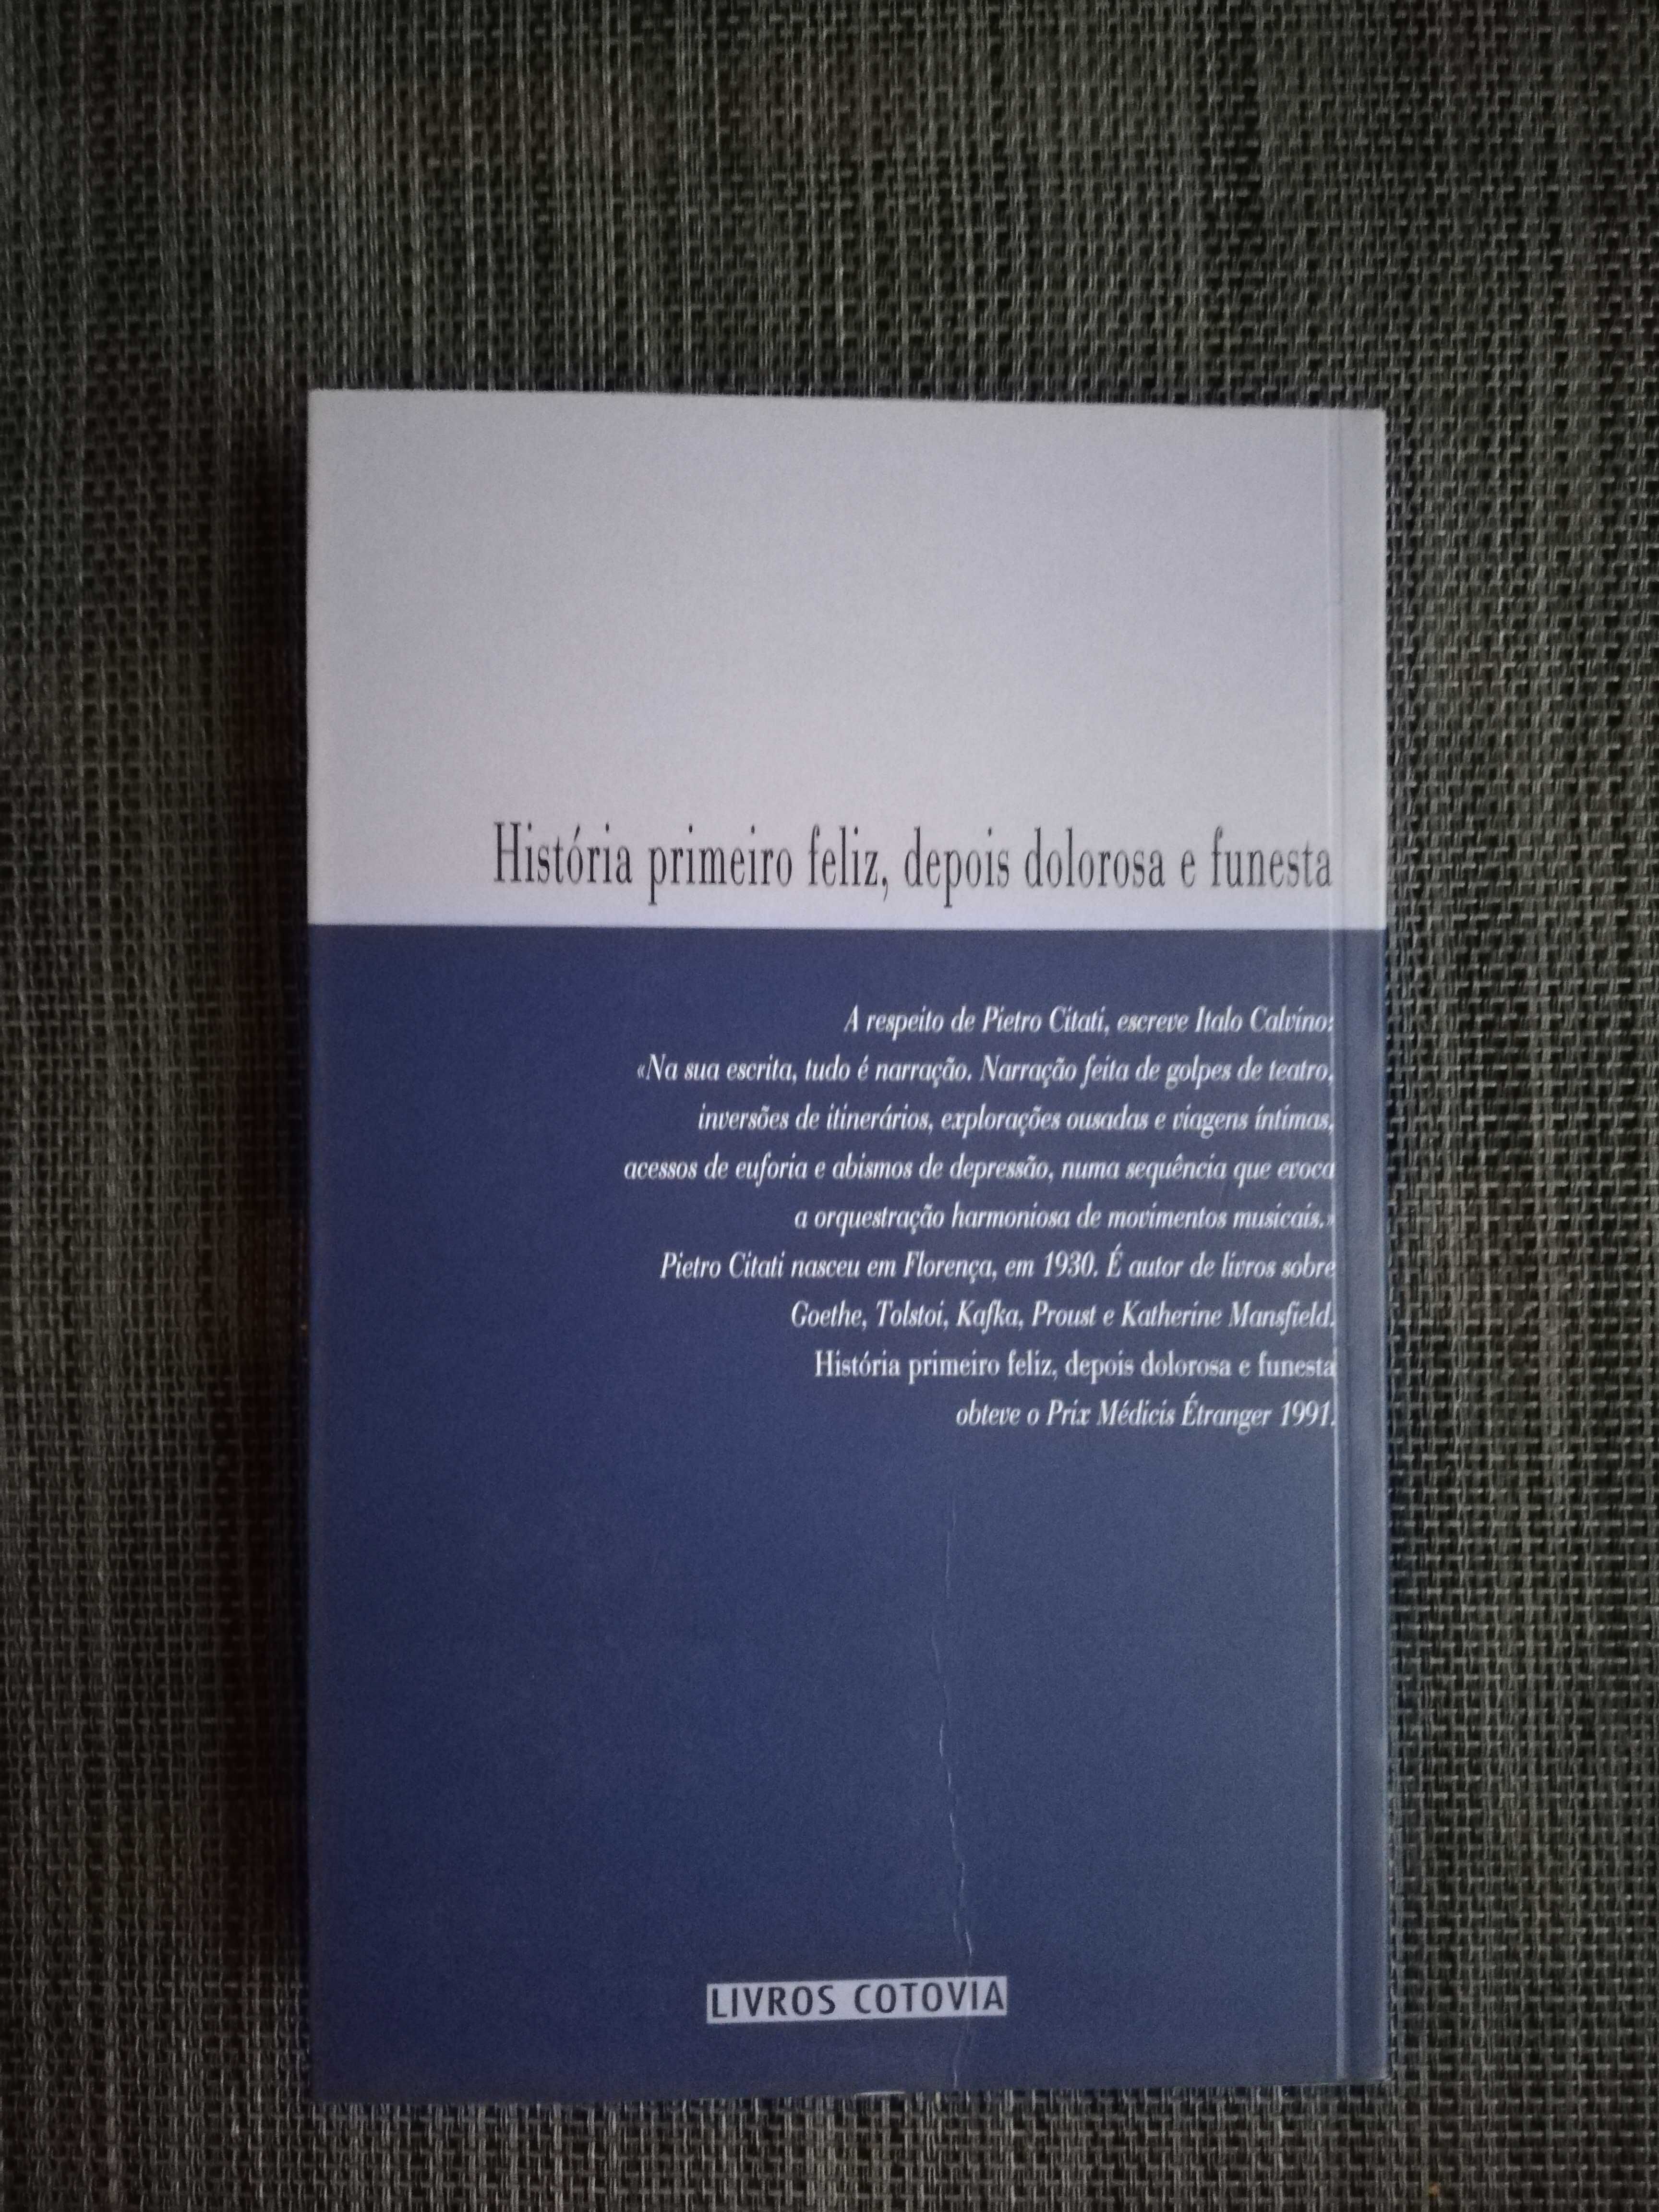 História primeiro feliz, depois dolorosa e funesta
A respeito de Pietro Citati, escreve Italo Calvino:
«Na sua escrita, tudo é narração. Narração feita de golpes de teatro,
inversões de itinerários, explorações ousadas e viagens íntimas,
acessos de euforia e abismos de depressão, numa sequência que evoca
a orquestração harmoniosa de movimentos musicais.»
Pietro Citati nasceu em Florença, em 1930. É autor de livros sobre
Goethe, Tolstoi, Kafka, Proust e Katherine Mansfield.
História primeiro feliz, depois dolorosa e funesta
obteve o Prix Médicis Étranger 1991.
LIVROS COTOVIA